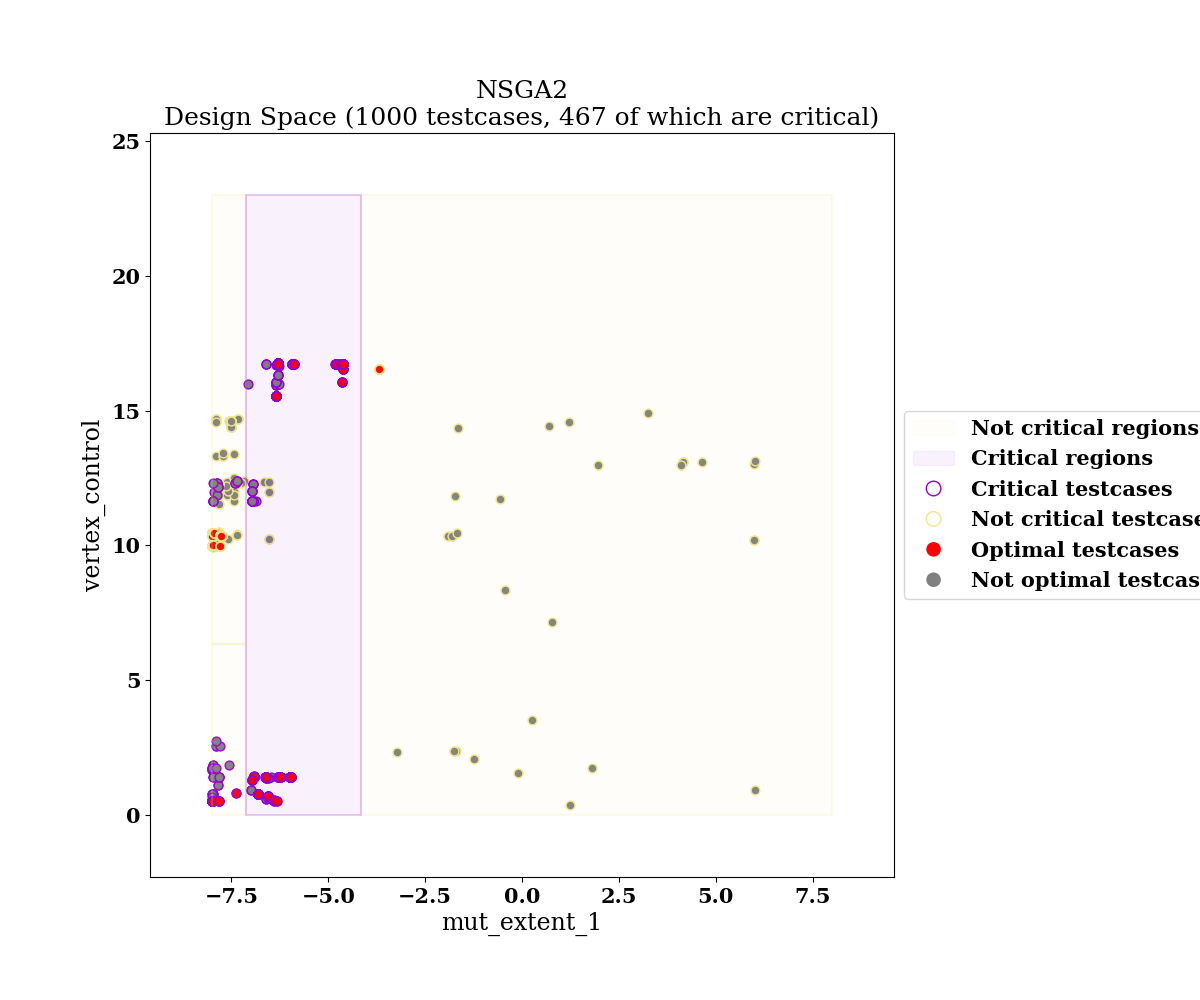 NSGA2
Design Space (1000 testcases, 467 of which are critical)
25
20
15
10
5
0
vertex_control
−7.5
−5.0
−2.5
0.0
2.5
5.0
7.5
mut_extent_1
Not critical regions
Critical regions
Critical testcases
Not critical testcase
Optimal testcases
Not optimal testcas